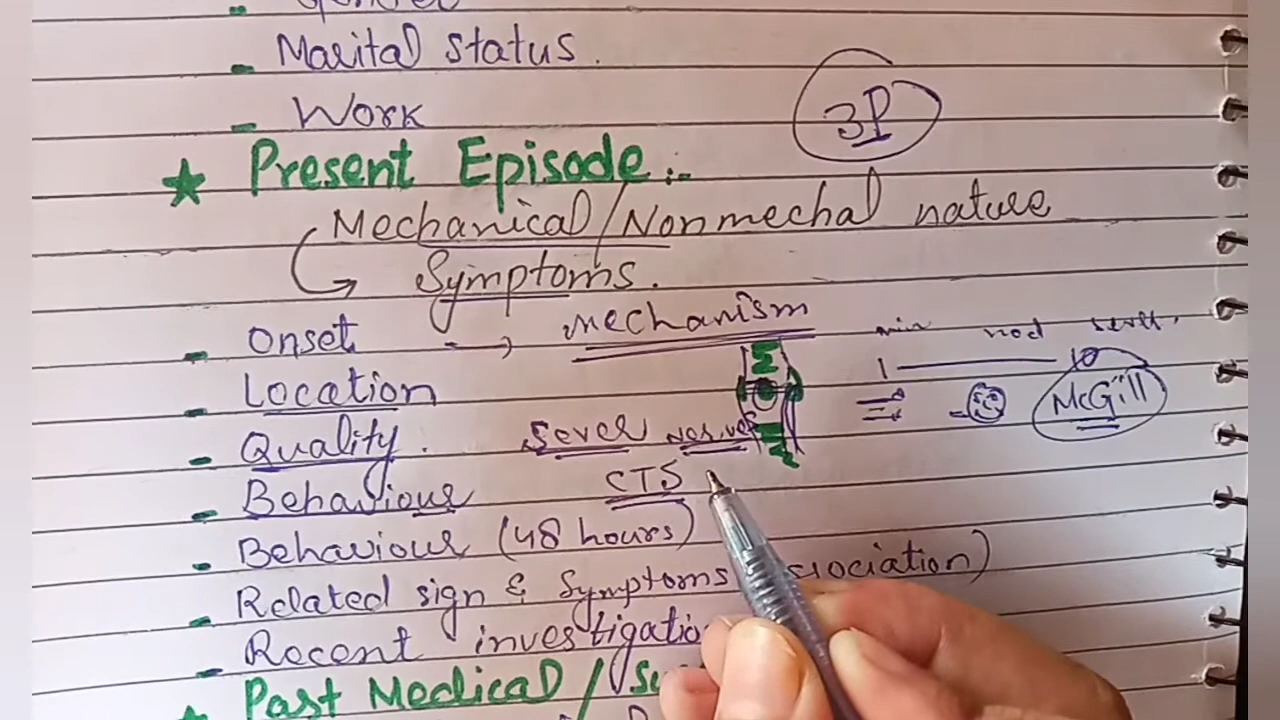 - Marital status.
- Work
3P
★ Present Episode :-
Mechanical/Nonmechal nature
→ Symptoms.
- Onset → mechanism
min mod
1 10
- Location
McGill
- Quality. Sever
- Behaviour CTS
- Behaviour (48 hours)
- Related sign & Symptoms
- Recent
★ Past Medical /